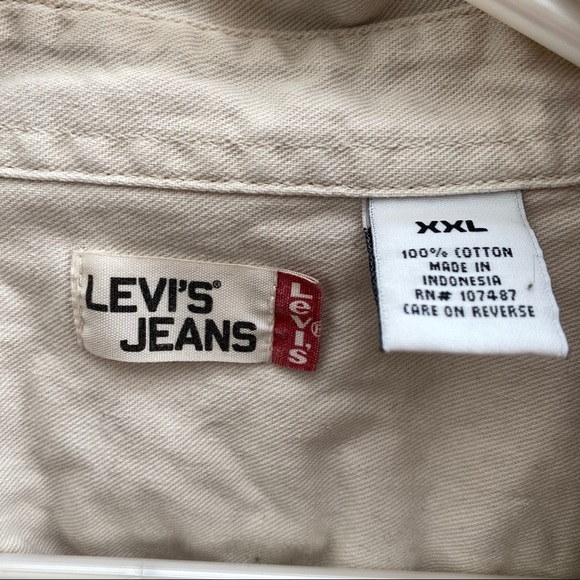 LEVI'S®
JEANS
Levi's®
XXL
100% COTTON
MADE IN
INDONESIA
RN# 107487
CARE ON REVERSE